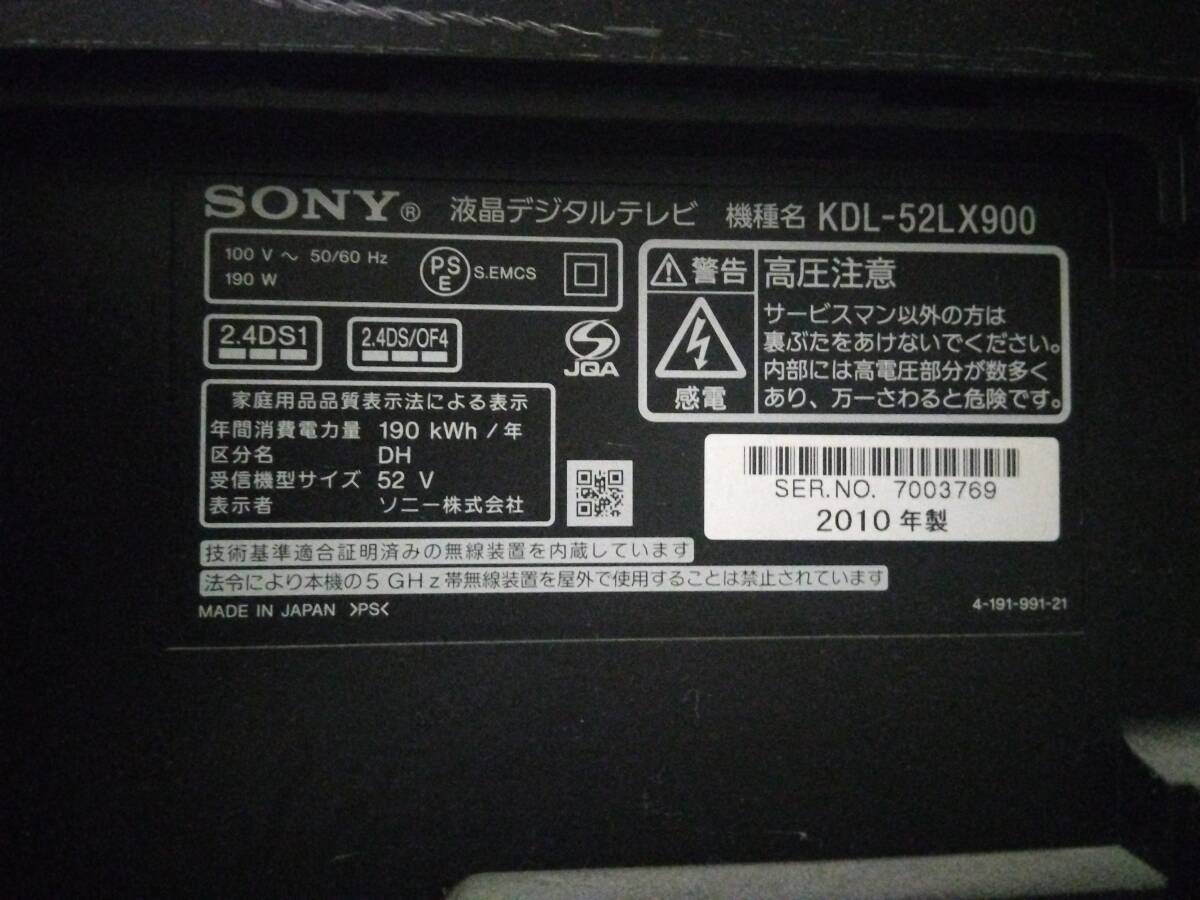 SONY® 液晶デジタルテレビ 機種名 KDL-52LX900
100 V ～ 50/60 Hz
190 W
PS
E
S.EMCS
2.4DS1
2.4DS/OF4
JQA
警告
感電
高圧注意
サービスマン以外の方は
裏ぶたをあけないでください。
内部には高電圧部分が数多く
あり、万一さわると危険です。
家庭用品品質表示法による表示
年間消費電力量 190 kWh / 年
区分名 DH
受信機型サイズ 52 V
表示者 ソニー株式会社
SER.NO. 7003769
2010 年製
技術基準適合証明済みの無線装置を内蔵しています
法令により本機の5 GHz帯無線装置を屋外で使用することは禁止されています
MADE IN JAPAN >PS<
4-191-991-21